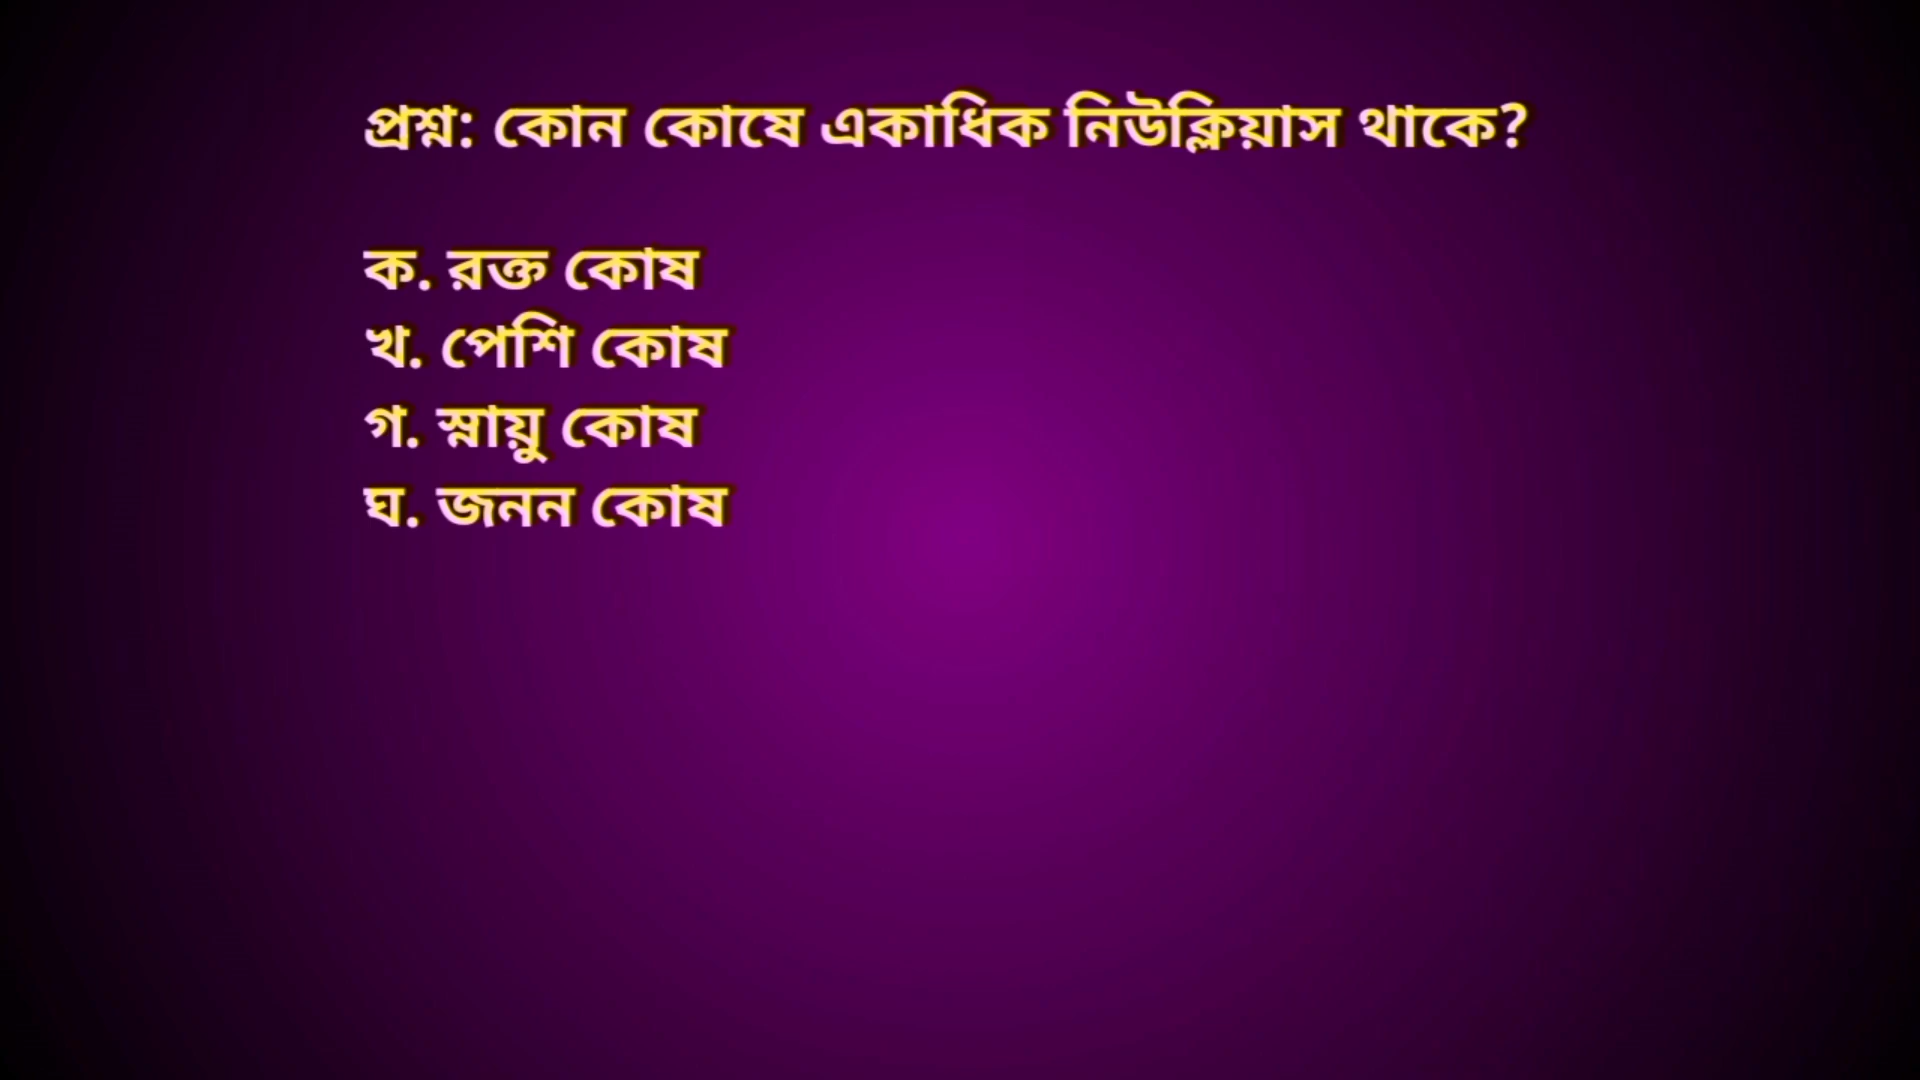 প্রশ্ন: কোন কোষে একাধিক নিউক্লিয়াস থাকে?
ক. রক্ত কোষ
খ. পেশি কোষ
গ. স্নায়ু কোষ
ঘ. জনন কোষ